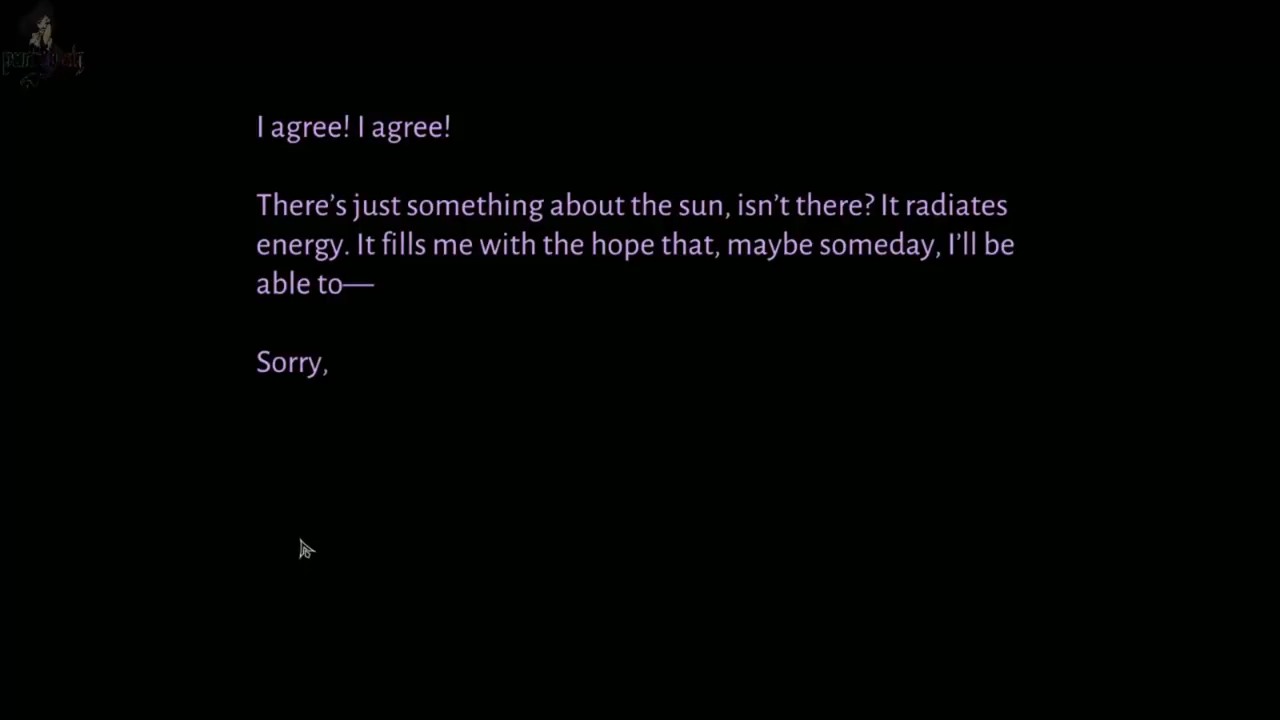 I agree! I agree!
There's just something about the sun, isn't there? It radiates
energy. It fills me with the hope that, maybe someday, I'll be
able to—
Sorry,